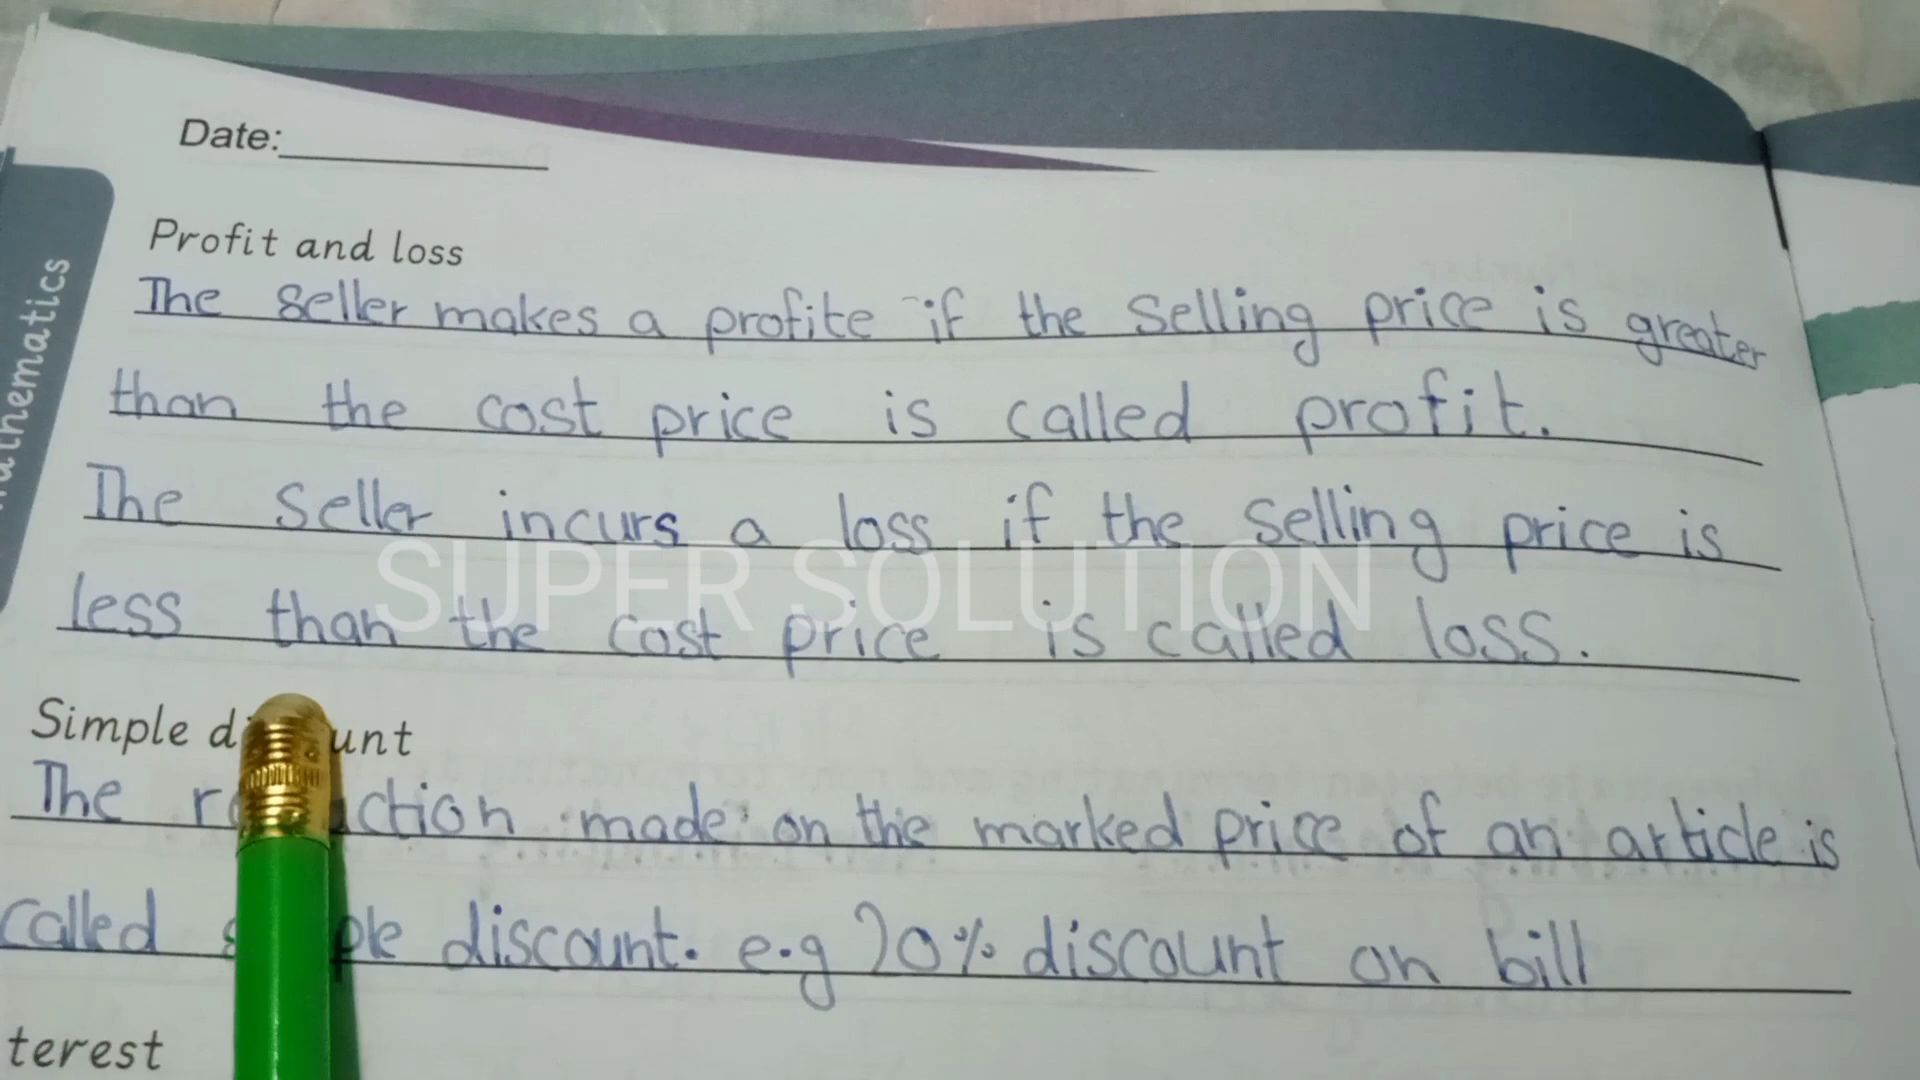 Date:
Mathematics
Profit and loss
The seller makes a profite if the selling price is greater
than the cost price is called profit.
The seller incurs a loss if the selling price is
less than the cost price is called loss.
SUPER SOLUTION
Simple
The made on the marked price of an article is
called discount. e.g 20% discount on bill
terest